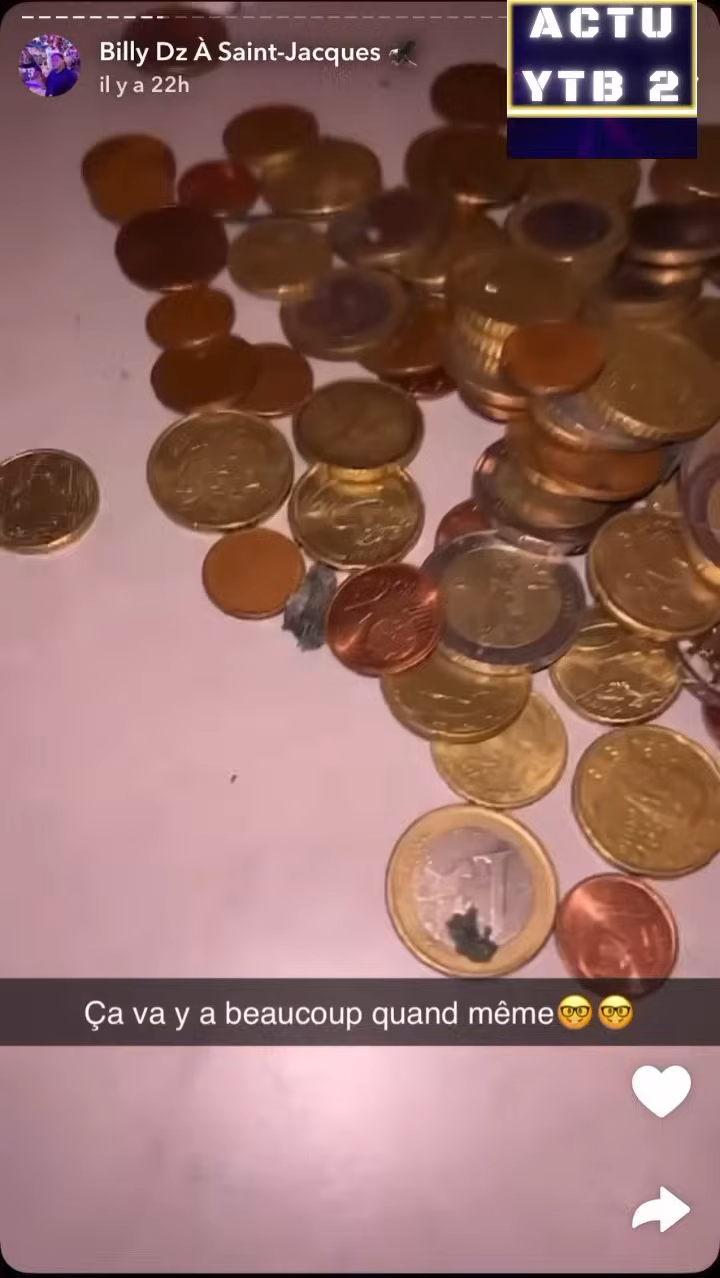 Billy Dz À Saint-Jacques
il y a 22h
ACTU
YTB 2
Ça va y a beaucoup quand même🤓🤓